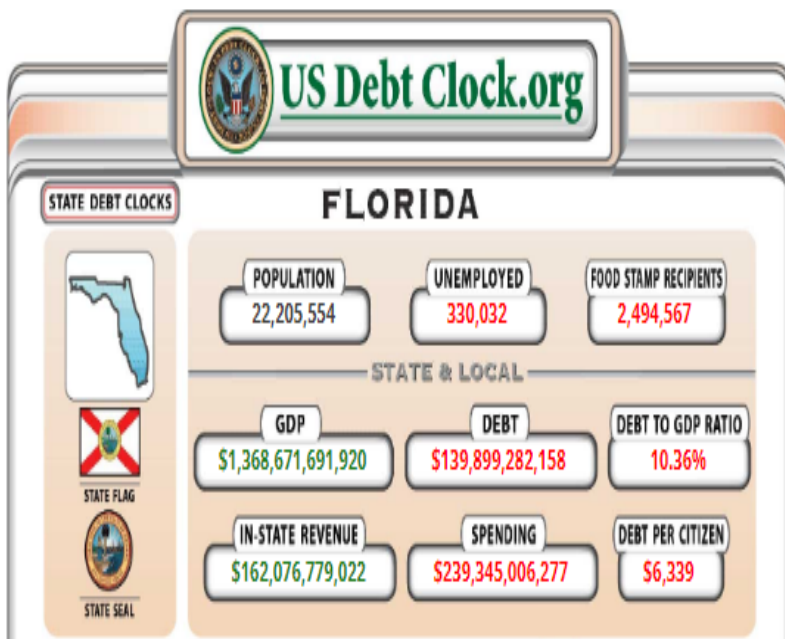 US Debt Clock.org
STATE DEBT CLOCKS
FLORIDA
POPULATION
22,205,554
UNEMPLOYED
330,032
FOOD STAMP RECIPIENTS
2,494,567
STATE & LOCAL
GDP
$1,368,671,691,920
DEBT
$139,899,282,158
DEBT TO GDP RATIO
10.36%
STATE FLAG
IN-STATE REVENUE
$162,076,779,022
SPENDING
$239,345,006,277
DEBT PER CITIZEN
$6,339
STATE SEAL